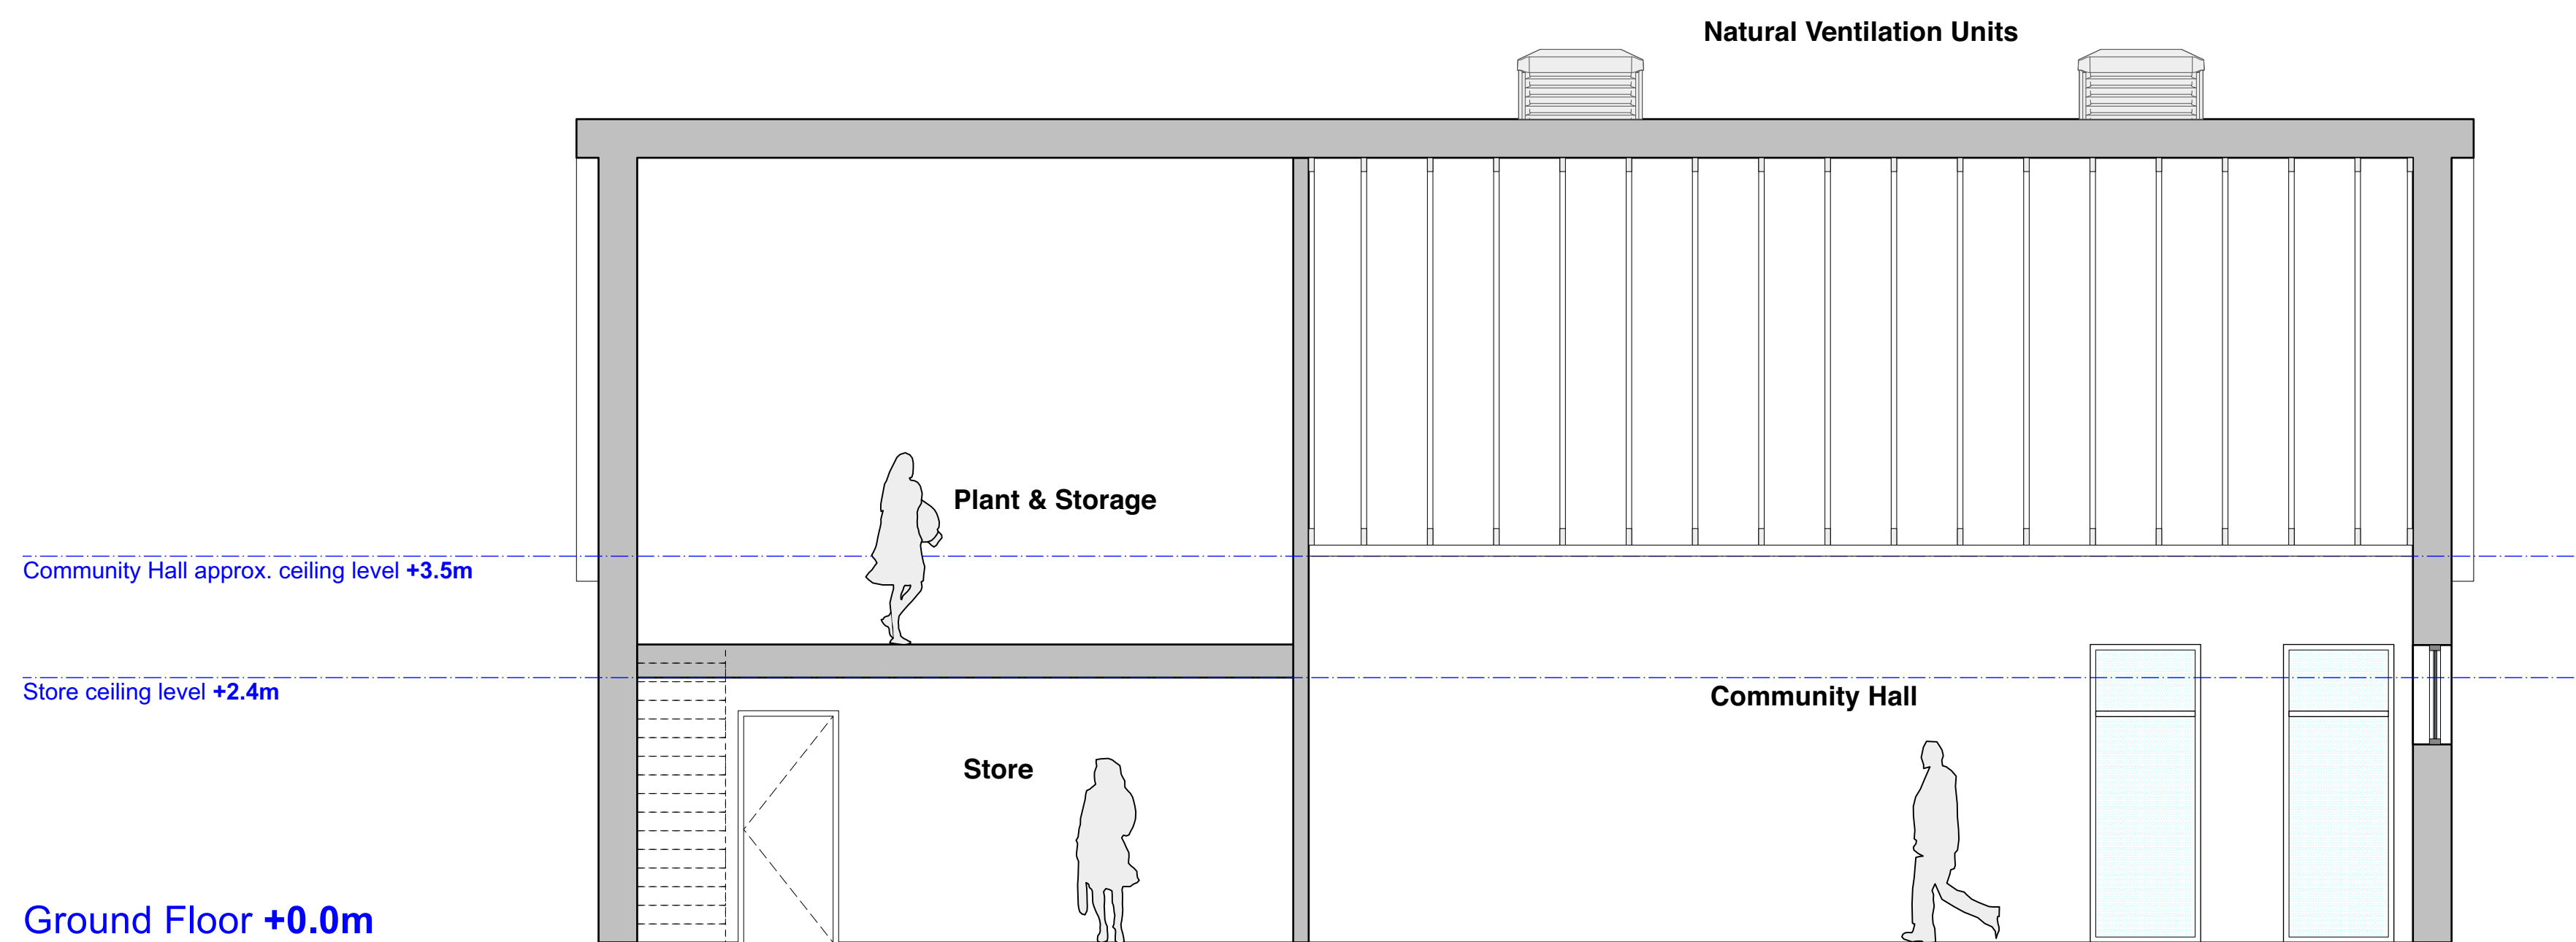 Natural Ventilation Units
Plant & Storage
Community Hall approx. ceiling level +3.5m
Store ceiling level +2.4m
Community Hall
Store
Ground Floor +0.0m